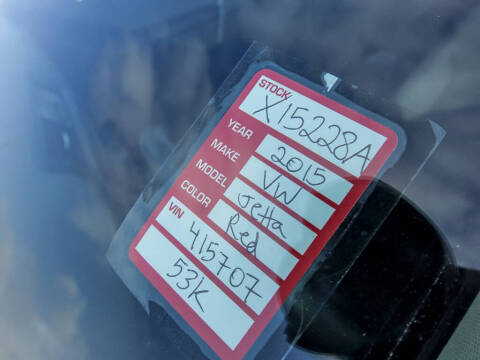 STOCK# X15228A
YEAR 2015
MAKE VW
MODEL Jetta
COLOR Red
VIN 415707
53K